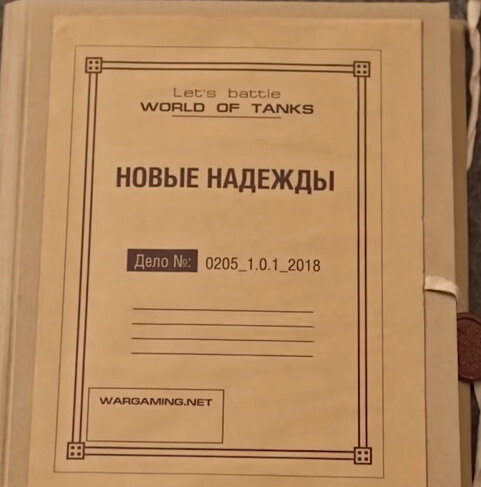 Let's battle
WORLD OF TANKS
НОВЫЕ НАДЕЖДЫ
Дело №: 0205_1.0.1_2018
WARGAMING.NET